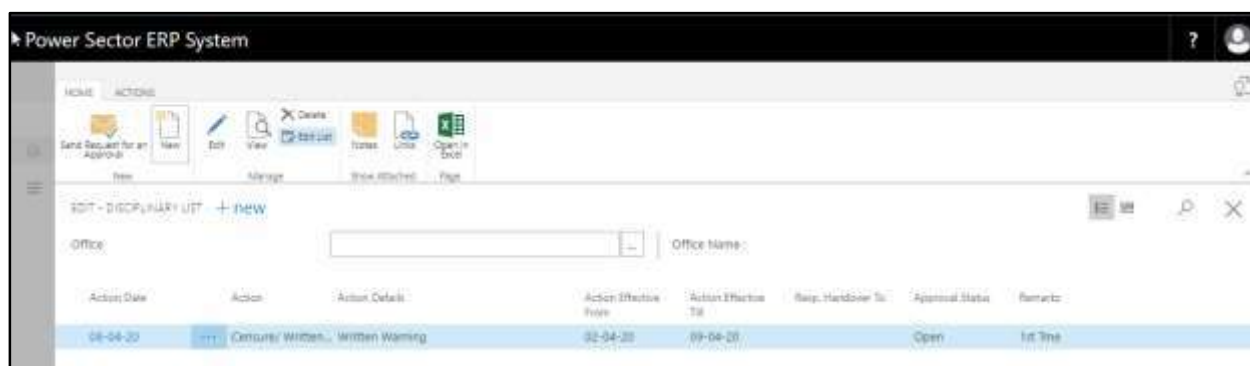 Power Sector ERP System ?
HOME ACTIONS
Send Request for an Approval
New
Edit
View
Delete
Edit List
Notes
Links
Open in Excel
New Manage Show Attached Page
EDIT - DISCIPLINARY LIST + new
Office ... Office Name :
Action Date Action Action Details Action Effective From Action Effective Till Resp. Handover To Approval Status Remarks
08-04-20 ... Censure/ Written... Written Warning 02-04-20 09-04-20 Open 1st Time